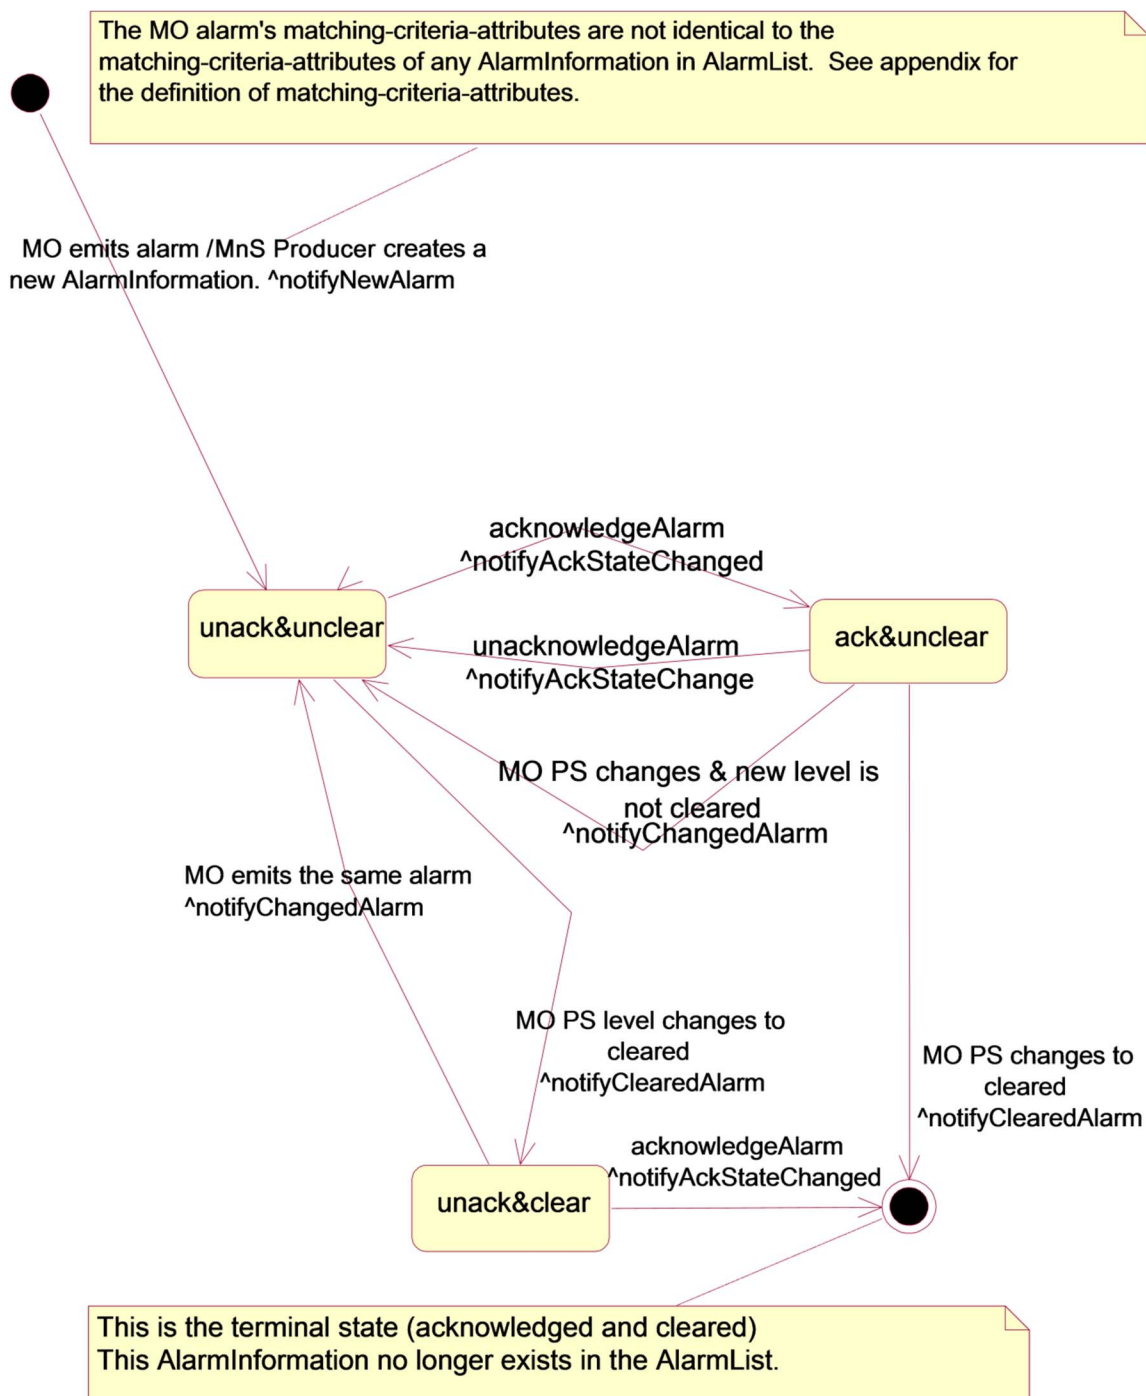 The MO alarm's matching-criteria-attributes are not identical to the
matching-criteria-attributes of any AlarmInformation in AlarmList.  See appendix for
the definition of matching-criteria-attributes.
MO emits alarm /MnS Producer creates a
new AlarmInformation. ^notifyNewAlarm
acknowledgeAlarm
^notifyAckStateChanged
unack&unclear
ack&unclear
unacknowledgeAlarm
^notifyAckStateChange
MO PS changes & new level is
not cleared
^notifyChangedAlarm
MO emits the same alarm
^notifyChangedAlarm
MO PS level changes to
cleared
^notifyClearedAlarm
MO PS changes to
cleared
^notifyClearedAlarm
acknowledgeAlarm
^notifyAckStateChanged
unack&clear
This is the terminal state (acknowledged and cleared)
This AlarmInformation no longer exists in the AlarmList.